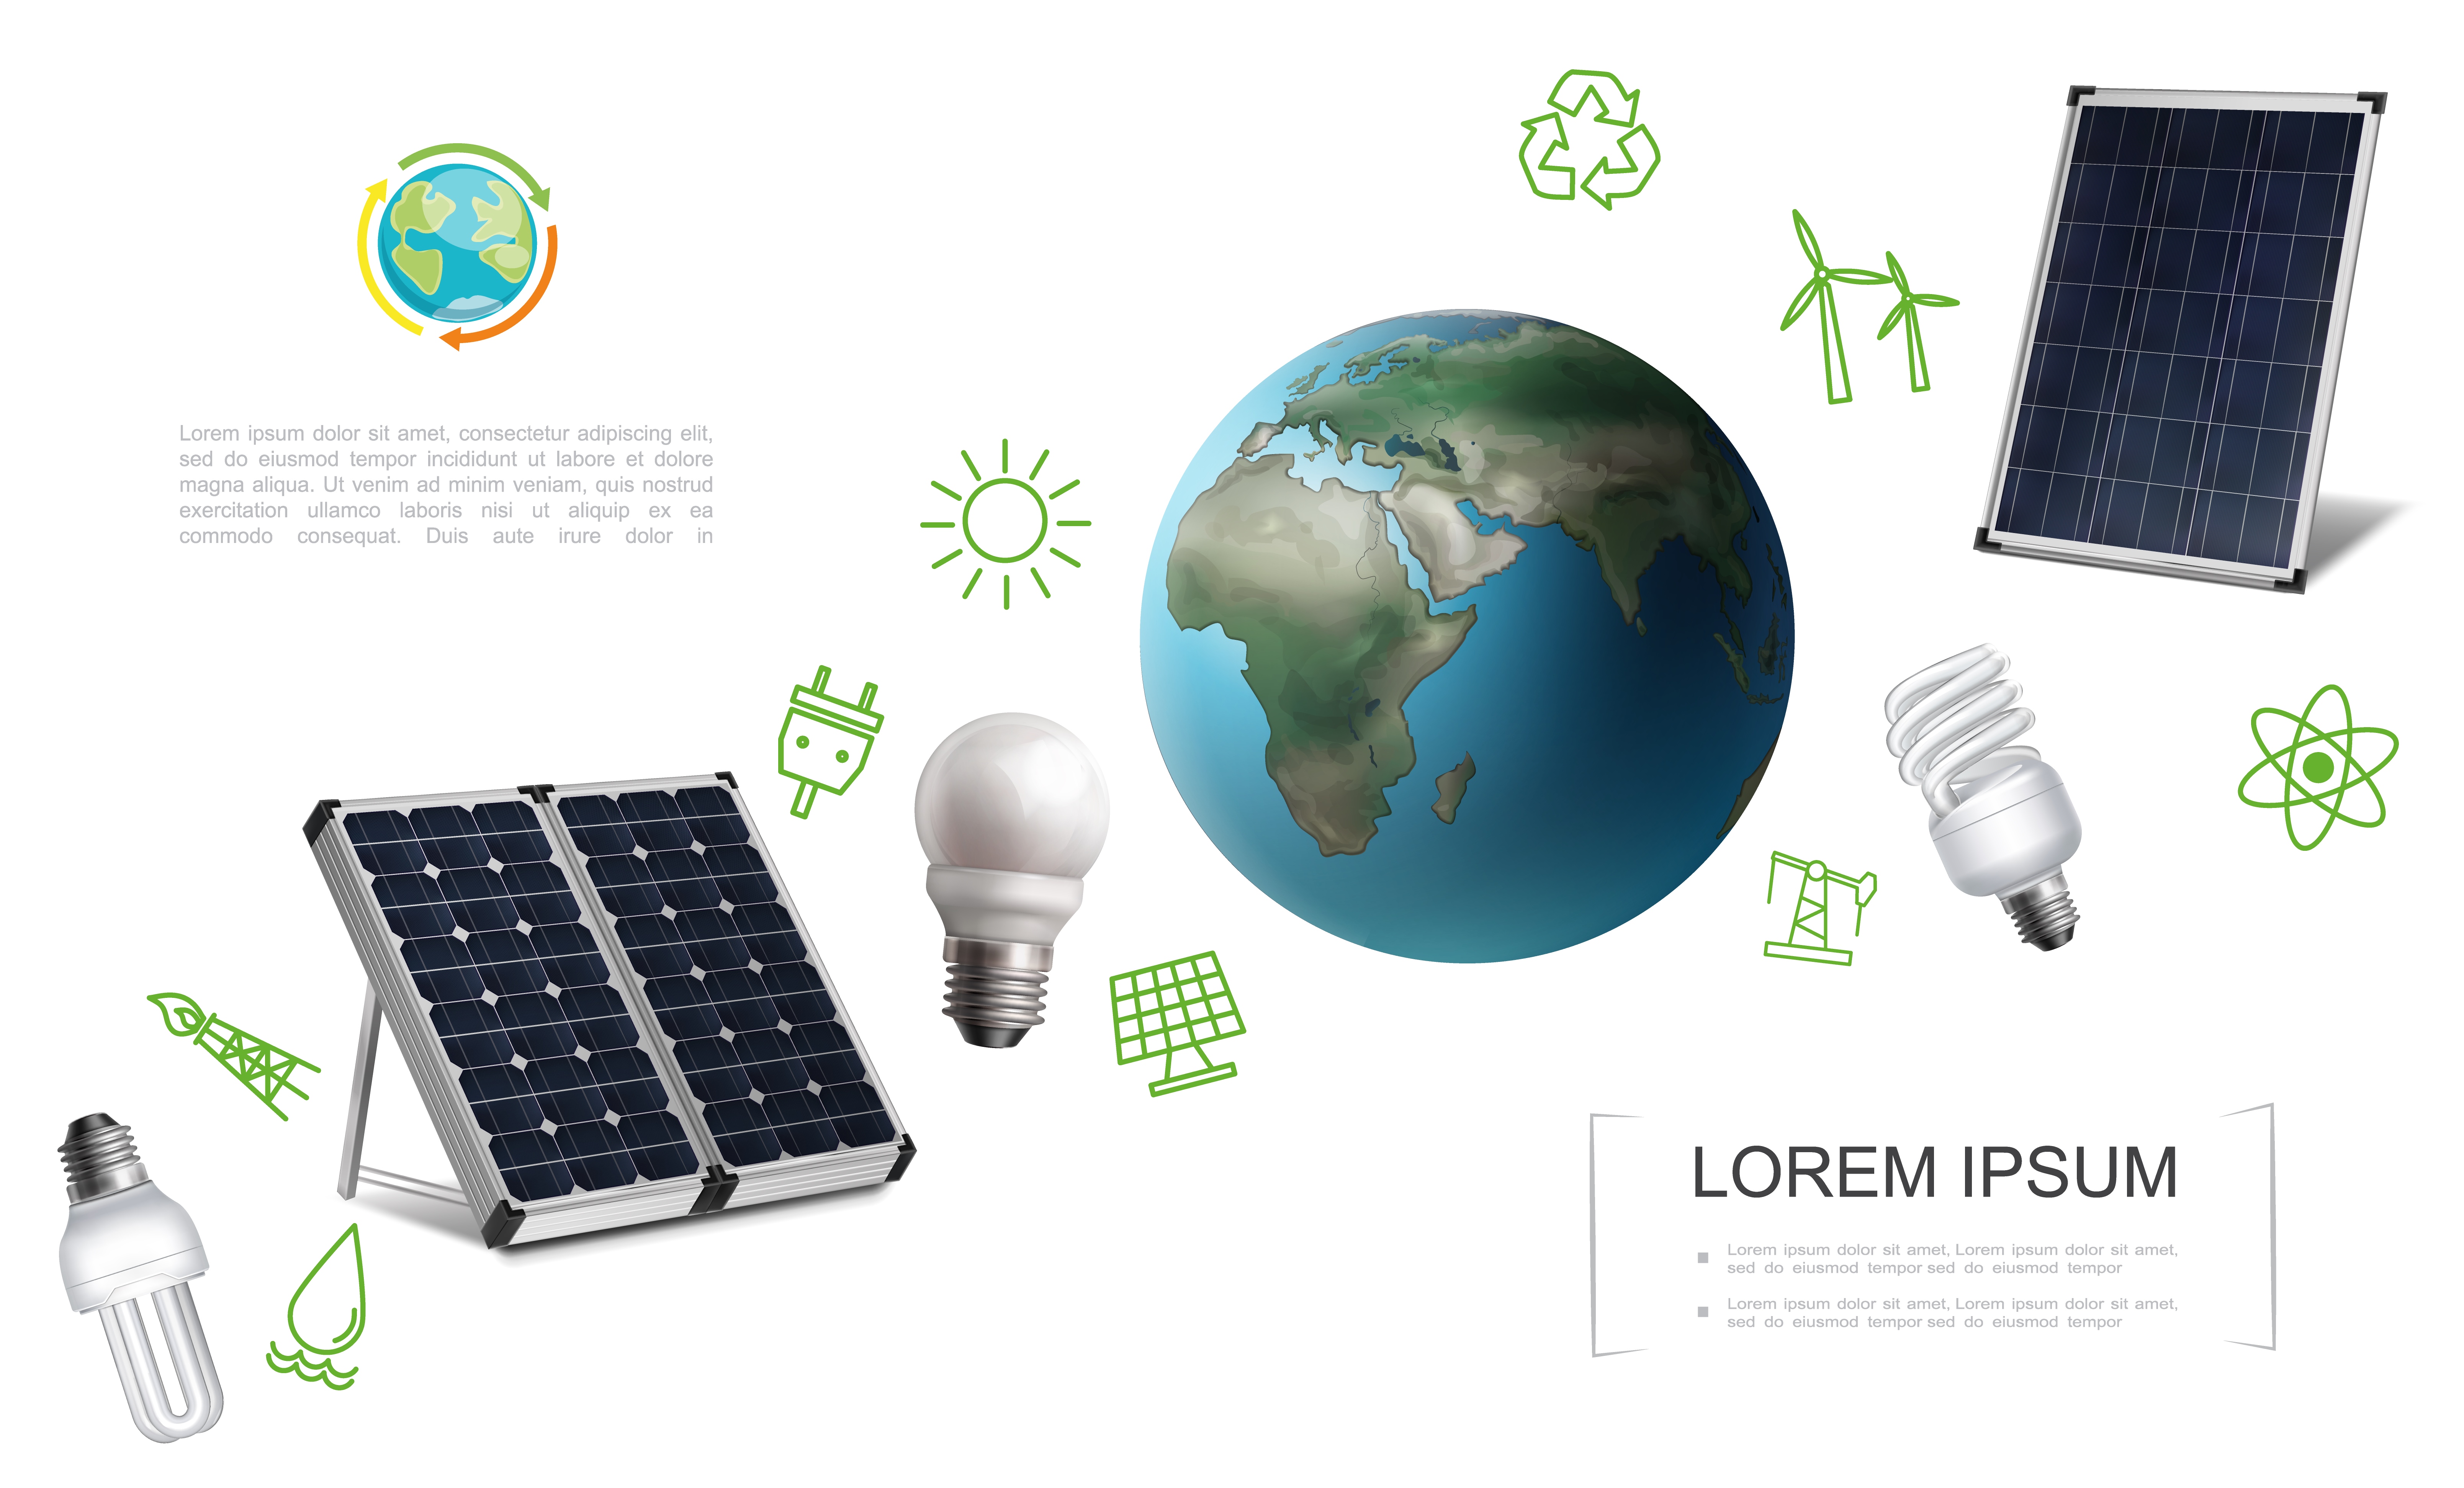 Lorem ipsum dolor sit amet, consectetur adipiscing elit,
sed do eiusmod tempor incididunt ut labore et dolore
magna aliqua. Ut venim ad minim veniam, quis nostrud
exercitation ullamco laboris nisi ut aliquip ex ea
commodo consequat. Duis aute irure dolor in
LOREM IPSUM
Lorem ipsum dolor sit amet, Lorem ipsum dolor sit amet,
sed do eiusmod tempor sed do eiusmod tempor
Lorem ipsum dolor sit amet, Lorem ipsum dolor sit amet,
sed do eiusmod tempor sed do eiusmod tempor